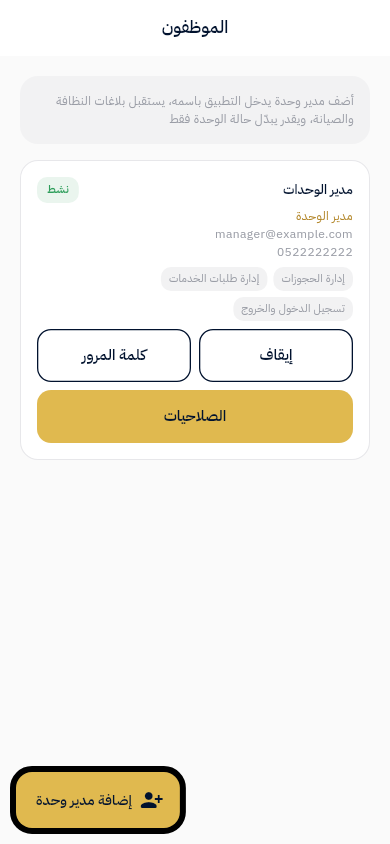 الموظفون
أضف مدير وحدة يدخل التطبيق باسمه، يستقبل بلاغات النظافة
والصيانة، ويقدر يبدّل حالة الوحدة فقط
مدير الوحدات
نشط
مدير الوحدة
manager@example.com
0522222222
إدارة الحجوزات
إدارة طلبات الخدمات
تسجيل الدخول والخروج
إيقاف
كلمة المرور
الصلاحيات
إضافة مدير وحدة